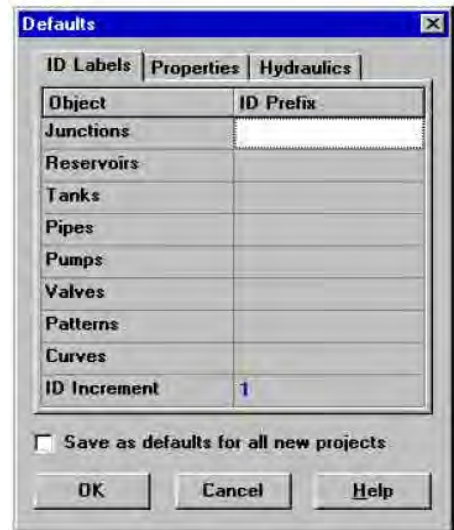 Defaults
ID Labels Properties Hydraulics
Object ID Prefix
Junctions
Reservoirs
Tanks
Pipes
Pumps
Valves
Patterns
Curves
ID Increment 1
Save as defaults for all new projects
OK Cancel Help